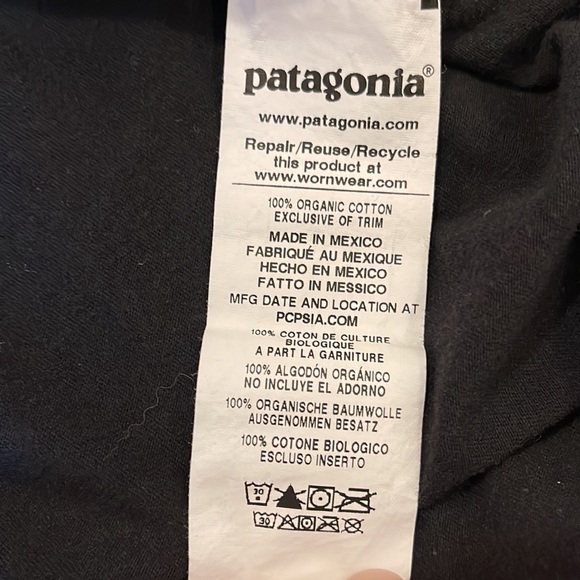 patagonia®
www.patagonia.com
Repair/Reuse/Recycle
this product at
www.wornwear.com
100% ORGANIC COTTON
EXCLUSIVE OF TRIM
MADE IN MEXICO
FABRIQUÉ AU MEXIQUE
HECHO EN MEXICO
FATTO IN MESSICO
MFG DATE AND LOCATION AT
PCPSIA.COM
100% COTON DE CULTURE
BIOLOGIQUE
A PART LA GARNITURE
100% ALGODÓN ORGÁNICO
NO INCLUYE EL ADORNO
100% ORGANISCHE BAUMWOLLE
AUSGENOMMEN BESATZ
100% COTONE BIOLOGICO
ESCLUSO INSERTO
30
30